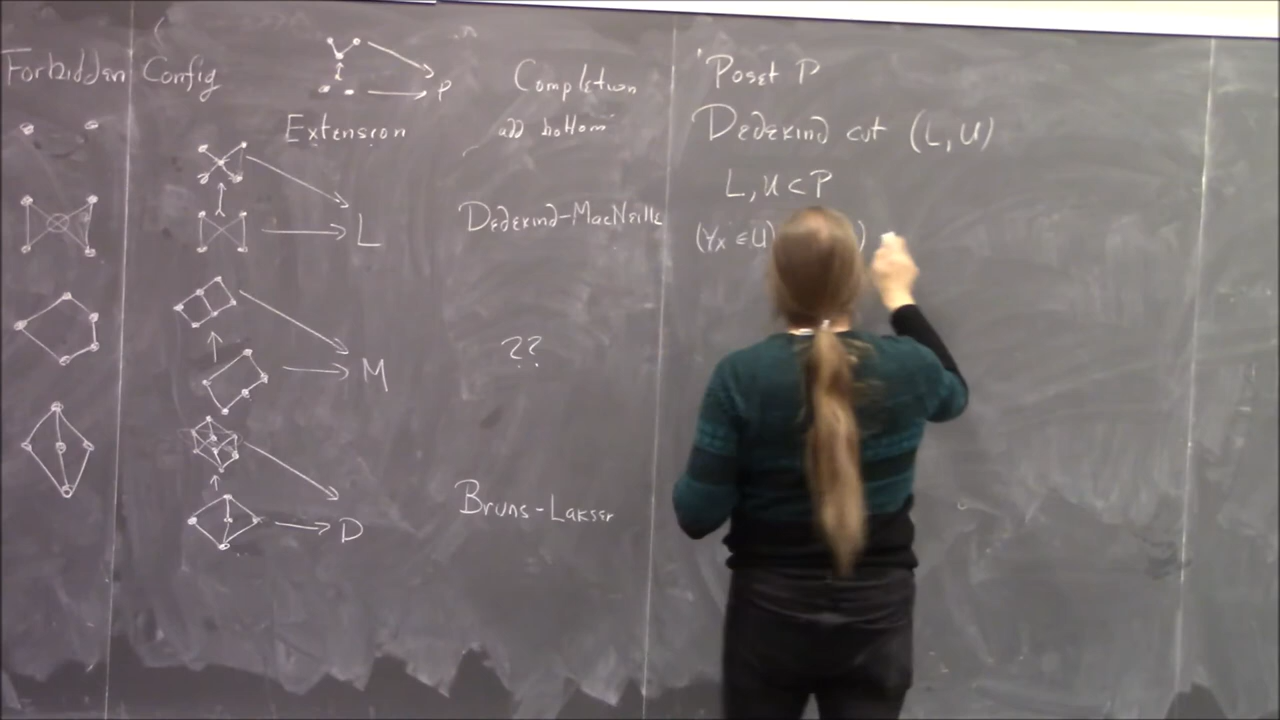 Forbidden Config
P
Completion
Extension
add bottom
L
Dedekind-MacNeille
M
??
D
Bruns-Lakser
Poset P
Dedekind cut (L,U)
L,U⊂P
(∀x∈U) )